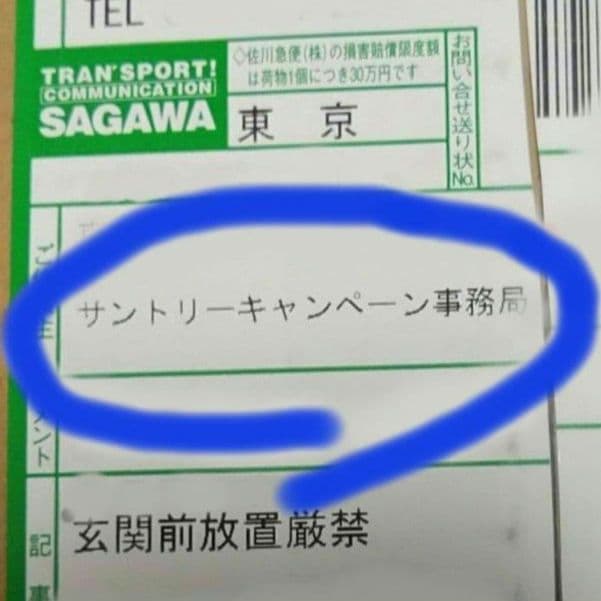 TEL
TRAN'SPORT!
COMMUNICATION
SAGAWA
◇佐川急便(株)の損害賠償限度額
は荷物1個につき30万円です
東 京
お問い合せ送り状No.
サントリーキャンペーン事務局
玄関前放置厳禁
記事